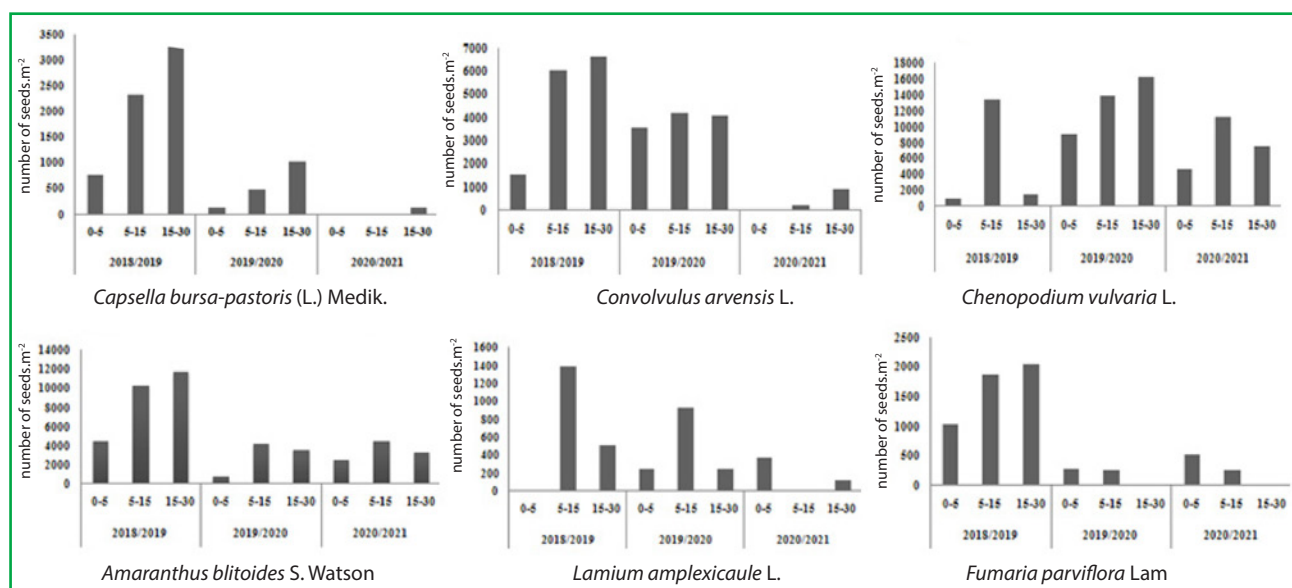 number of seeds.m-2
3500
3000
2500
2000
1500
1000
500
0
0-5 5-15 15-30 0-5 5-15 15-30 0-5 5-15 15-30
2018/2019 2019/2020 2020/2021
Capsella bursa-pastoris (L.) Medik.
number of seeds.m-2
7000
6000
5000
4000
3000
2000
1000
0
0-5 5-15 15-30 0-5 5-15 15-30 0-5 5-15 15-30
2018/2019 2019/2020 2020/2021
Convolvulus arvensis L.
number of seeds.m-2
18000
16000
14000
12000
10000
8000
6000
4000
2000
0
0-5 5-15 15-30 0-5 5-15 15-30 0-5 5-15 15-30
2018/2019 2019/2020 2020/2021
Chenopodium vulvaria L.
number of seeds.m-2
14000
12000
10000
8000
6000
4000
2000
0
0-5 5-15 15-30 0-5 5-15 15-30 0-5 5-15 15-30
2018/2019 2019/2020 2020/2021
Amaranthus blitoides S. Watson
number of seeds.m-2
1600
1400
1200
1000
800
600
400
200
0
0-5 5-15 15-30 0-5 5-15 15-30 0-5 5-15 15-30
2018/2019 2019/2020 2020/2021
Lamium amplexicaule L.
number of seeds.m-2
2500
2000
1500
1000
500
0
0-5 5-15 15-30 0-5 5-15 15-30 0-5 5-15 15-30
2018/2019 2019/2020 2020/2021
Fumaria parviflora Lam